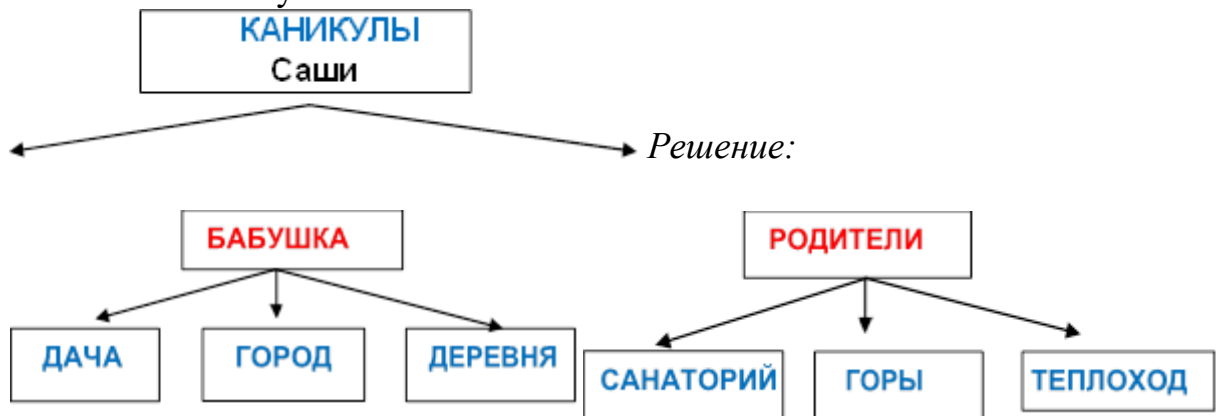 КАНИКУЛЫ
Саши
Решение:
БАБУШКА
РОДИТЕЛИ
ДАЧА
ГОРОД
ДЕРЕВНЯ
САНАТОРИЙ
ГОРЫ
ТЕПЛОХОД